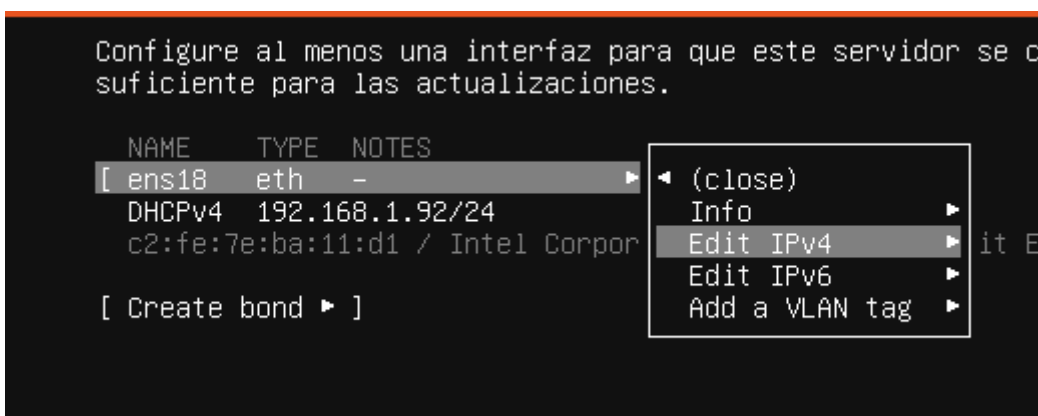 Configure al menos una interfaz para que este servidor se c
suficiente para las actualizaciones.
NAME TYPE NOTES
[ ens18 eth – ▸
DHCPv4 192.168.1.92/24
c2:fe:7e:ba:11:d1 / Intel Corpor
it E
◂ (close)
Info ▸
Edit IPv4 ▸
Edit IPv6 ▸
Add a VLAN tag ▸
[ Create bond ▸ ]